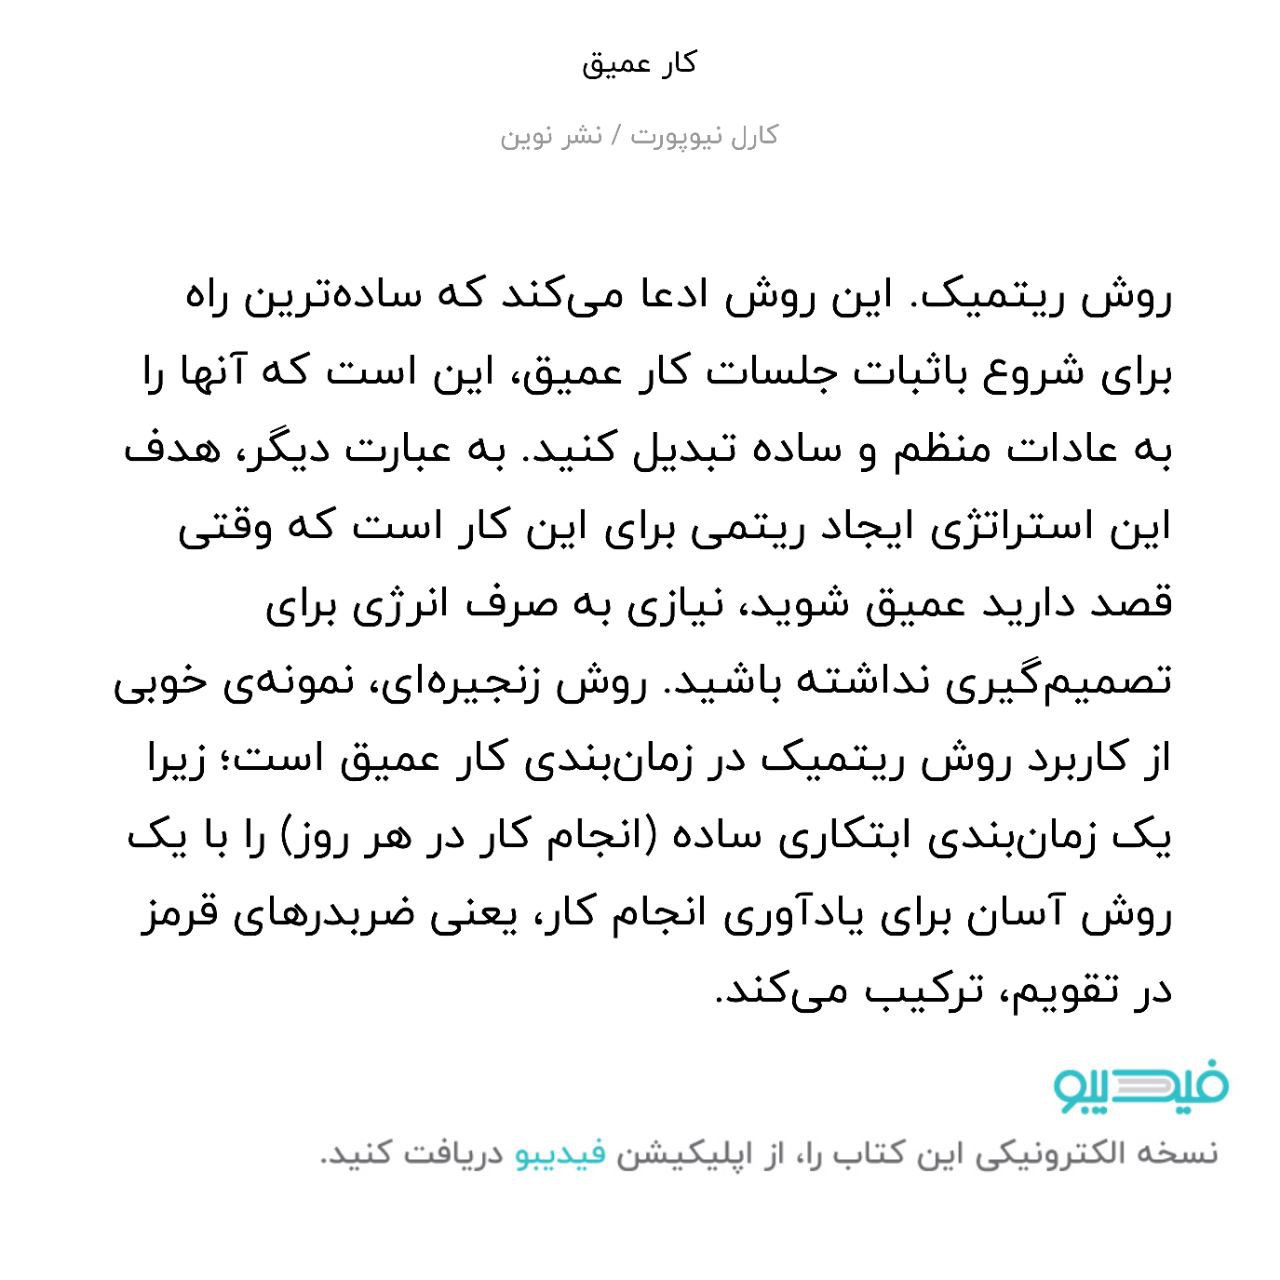 کار عمیق
کارل نیوپورت / نشر نوین
روش ریتمیک. این روش ادعا می‌کند که ساده‌ترین راه
برای شروع باثبات جلسات کار عمیق، این است که آنها را
به عادات منظم و ساده تبدیل کنید. به عبارت دیگر، هدف
این استراتژی ایجاد ریتمی برای این کار است که وقتی
قصد دارید عمیق شوید، نیازی به صرف انرژی برای
تصمیم‌گیری نداشته باشید. روش زنجیره‌ای، نمونه‌ی خوبی
از کاربرد روش ریتمیک در زمان‌بندی کار عمیق است؛ زیرا
یک زمان‌بندی ابتکاری ساده (انجام کار در هر روز) را با یک
روش آسان برای یادآوری انجام کار، یعنی ضربدرهای قرمز
در تقویم، ترکیب می‌کند.
فیدیبو
نسخه الکترونیکی این کتاب را، از اپلیکیشن فیدیبو دریافت کنید.